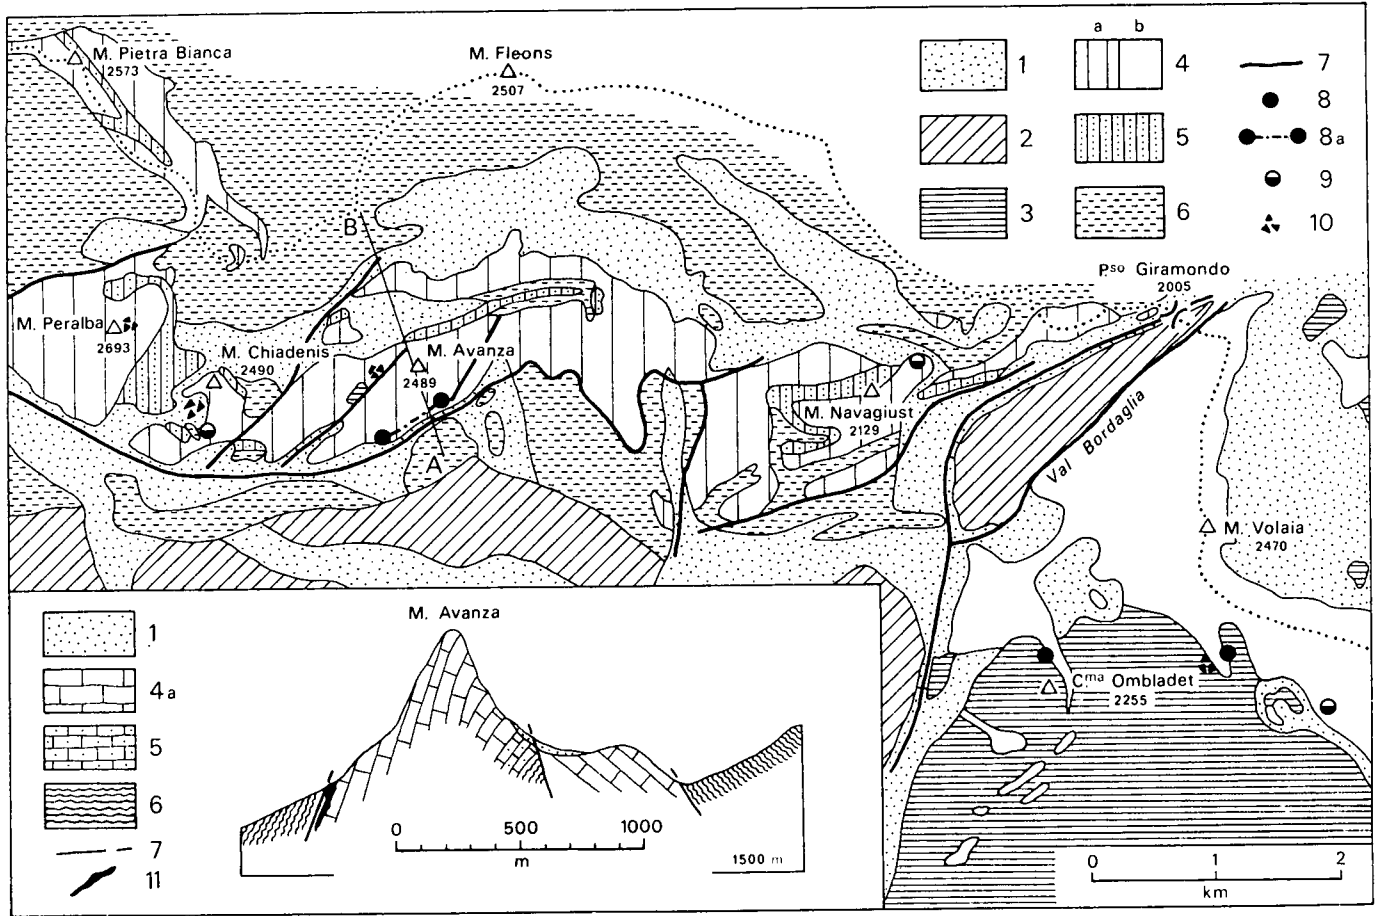 M. Pietra Bianca
2573
M. Fleons
2507
a b
1
4
7
8
2
5
8a
9
3
6
10
B
Pso Giramondo
2005
M. Peralba
2693
M. Chiadenis
2490
M. Avanza
2489
M. Navagiust
2129
A
Val Bordaglia
M. Volaia
2470
Cma Ombladet
2255
M. Avanza
1
4a
5
6
7
11
0 500 1000
m
1500 m
0 1 2
km